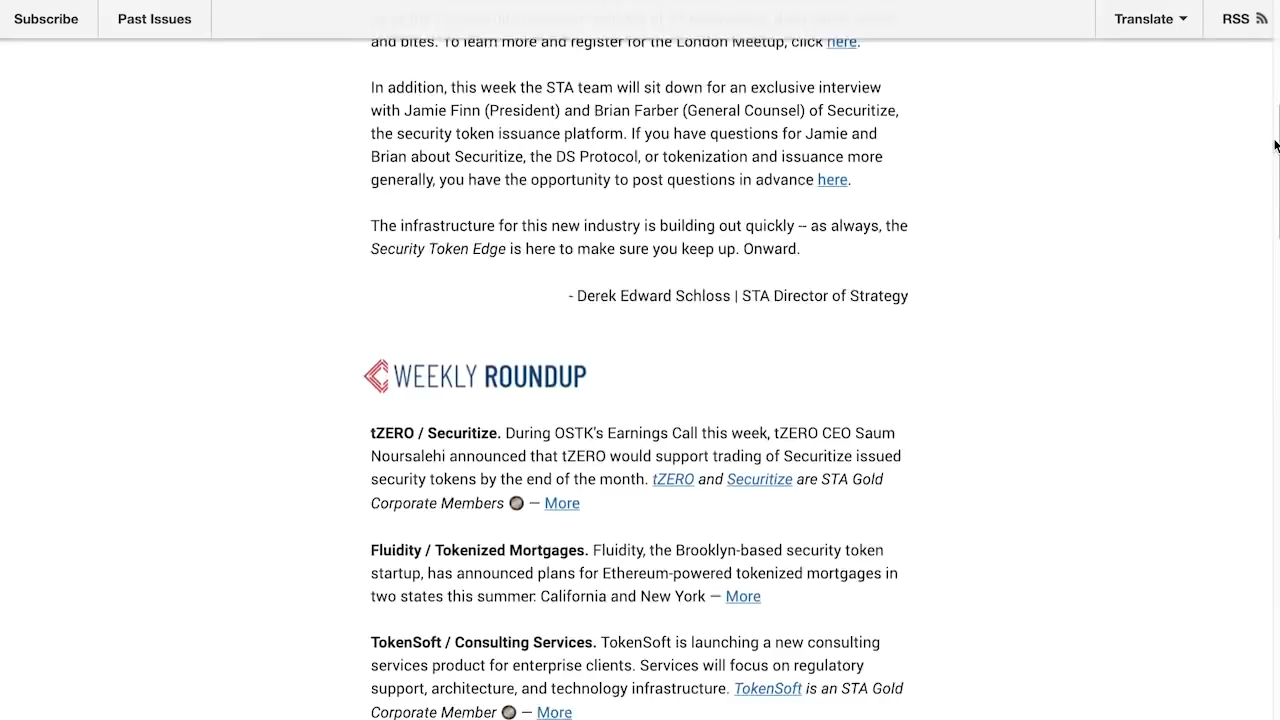 Subscribe
Past Issues
Translate
RSS
and bites. To learn more and register for the London Meetup, click here.
In addition, this week the STA team will sit down for an exclusive interview
with Jamie Finn (President) and Brian Farber (General Counsel) of Securitize,
the security token issuance platform. If you have questions for Jamie and
Brian about Securitize, the DS Protocol, or tokenization and issuance more
generally, you have the opportunity to post questions in advance here.
The infrastructure for this new industry is building out quickly -- as always, the
Security Token Edge is here to make sure you keep up. Onward.
- Derek Edward Schloss | STA Director of Strategy
WEEKLY ROUNDUP
tZERO / Securitize. During OSTK's Earnings Call this week, tZERO CEO Saum
Noursalehi announced that tZERO would support trading of Securitize issued
security tokens by the end of the month. tZERO and Securitize are STA Gold
Corporate Members — More
Fluidity / Tokenized Mortgages. Fluidity, the Brooklyn-based security token
startup, has announced plans for Ethereum-powered tokenized mortgages in
two states this summer: California and New York — More
TokenSoft / Consulting Services. TokenSoft is launching a new consulting
services product for enterprise clients. Services will focus on regulatory
support, architecture, and technology infrastructure. TokenSoft is an STA Gold
Corporate Member — More